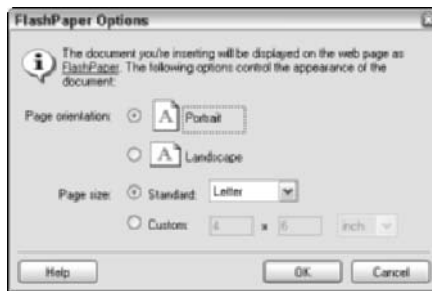 FlashPaper Options
The document you're inserting will be displayed on the web page as
FlashPaper. The following options control the appearance of the
document:
Page orientation: A Portrait
A Landscape
Page size: Standard: Letter
Custom: 4 x 6 inch
Help OK Cancel